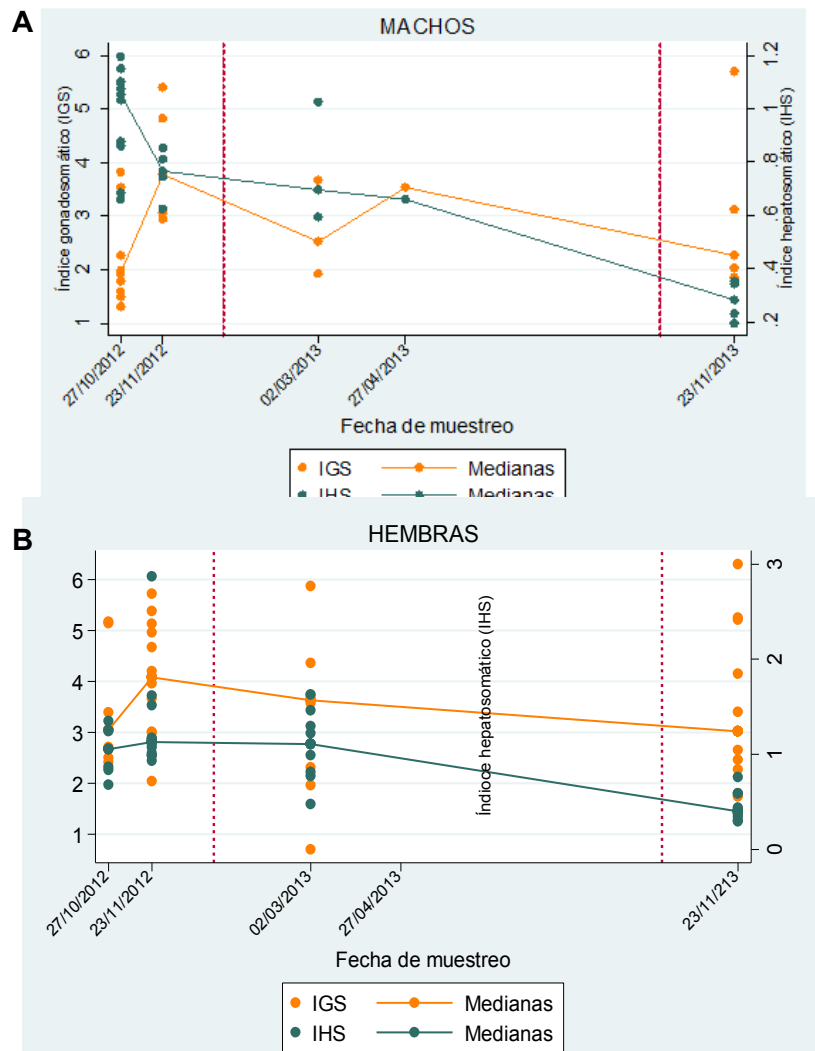 A
MACHOS
Índice gonadosomático (IGS)
6
5
4
3
2
1
Índice hepatosomático (IHS)
1.2
1
.8
.6
.4
.2
27/10/2012
23/11/2012
02/03/2013
27/04/2013
23/11/2013
Fecha de muestreo
IGS Medianas
IHS Medianas
B
HEMBRAS
6
5
4
3
2
1
Índioce hepatosomático (IHS)
3
2
1
0
27/10/2012
23/11/2012
02/03/2013
27/04/2013
23/11/213
Fecha de muestreo
IGS Medianas
IHS Medianas